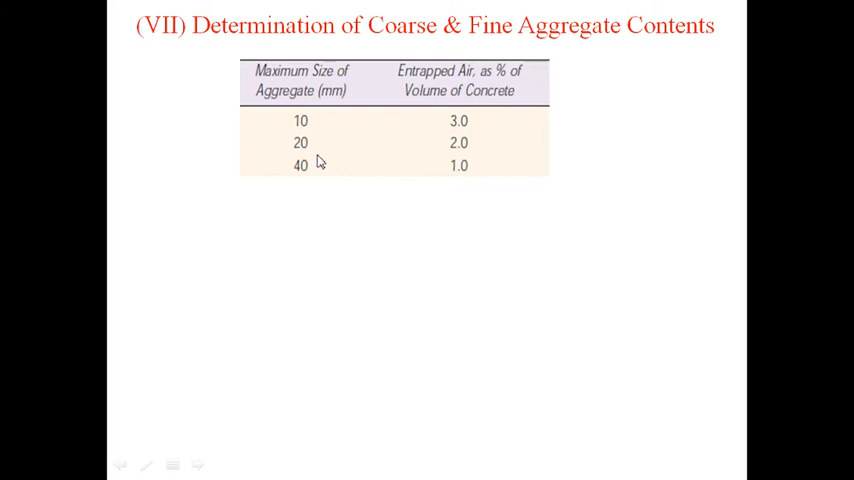 (VII) Determination of Coarse & Fine Aggregate Contents
Maximum Size of Entrapped Air, as % of
Aggregate (mm) Volume of Concrete
10 3.0
20 2.0
40 1.0